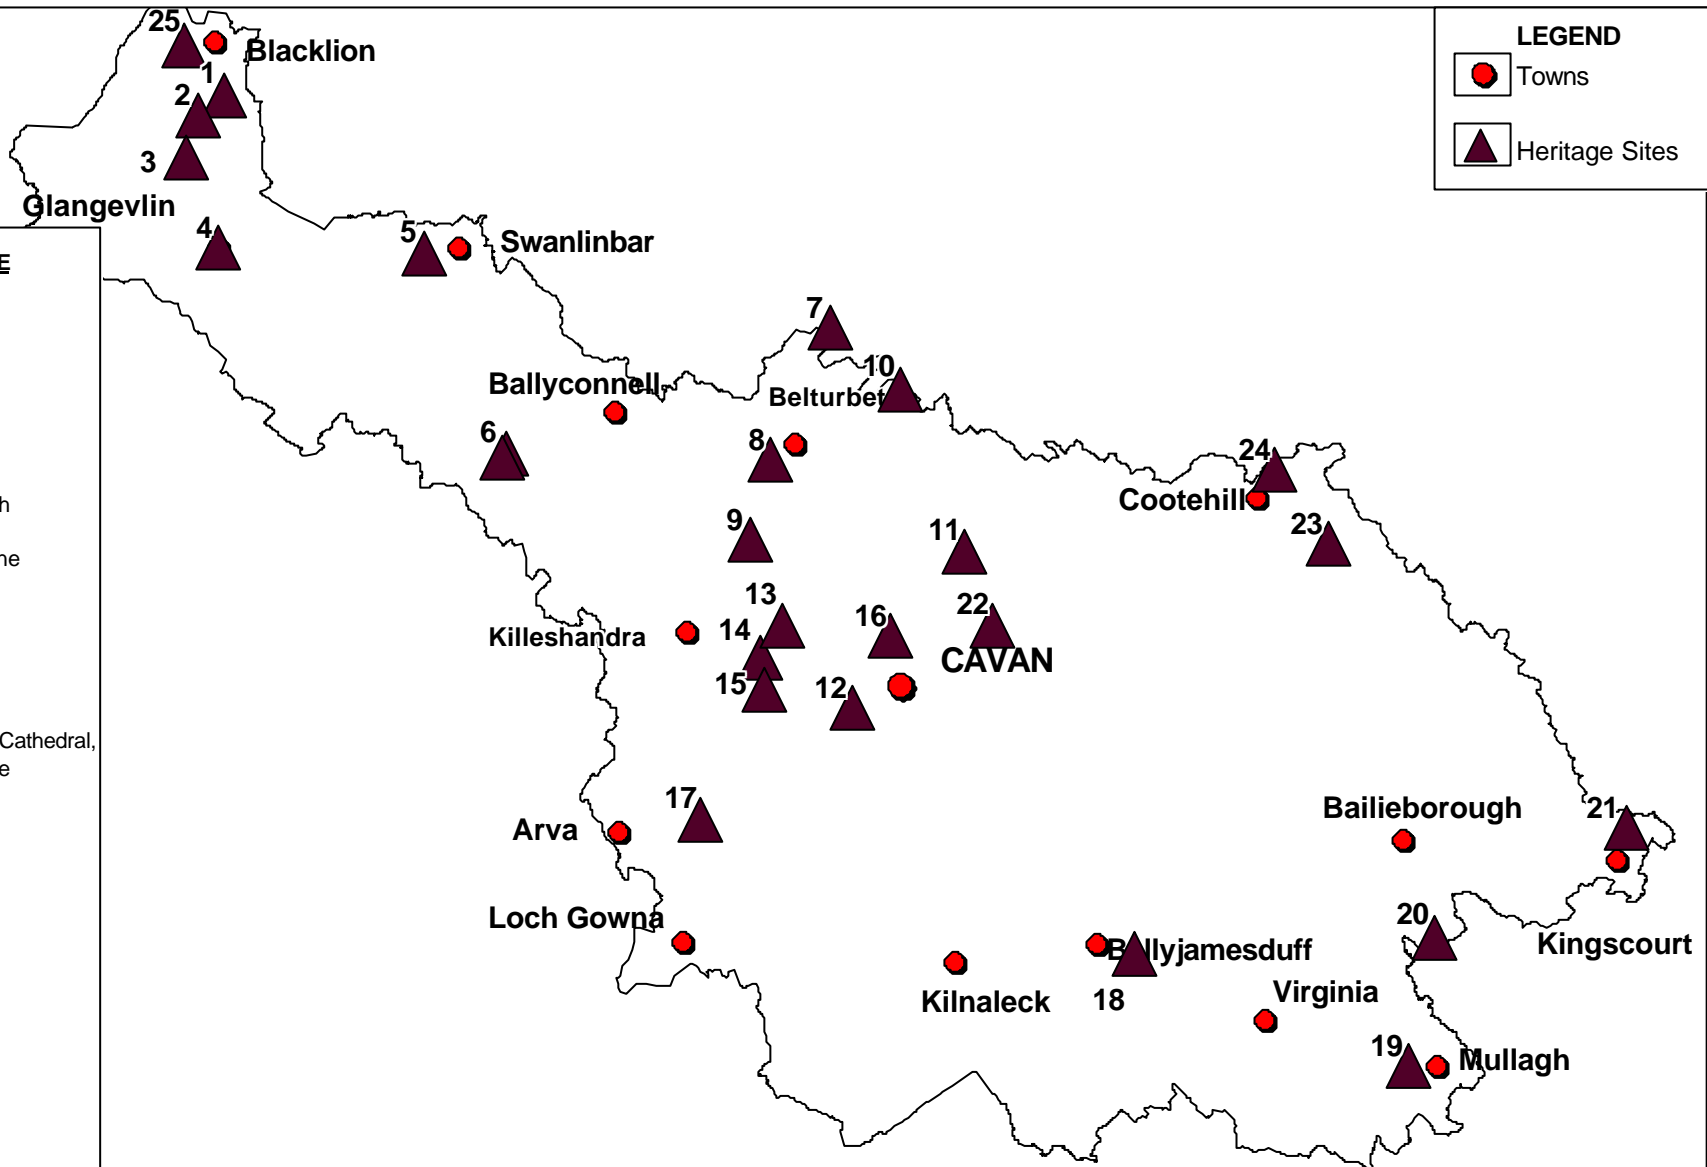 25
Blacklion
1
2
3
Glangevlin
4
5
Swanlinbar
LEGEND
Towns
Heritage Sites
E
h
ne
Cathedral,
e
7
10
Ballyconnell
Belturbet
6
8
24
Cootehill
9
11
23
13
16
22
Killeshandra
14
CAVAN
15
12
17
Arva
Bailieborough
21
Loch Gowna
20
Kingscourt
Ballyjamesduff
Kilnaleck
18
Virginia
19
Mullagh